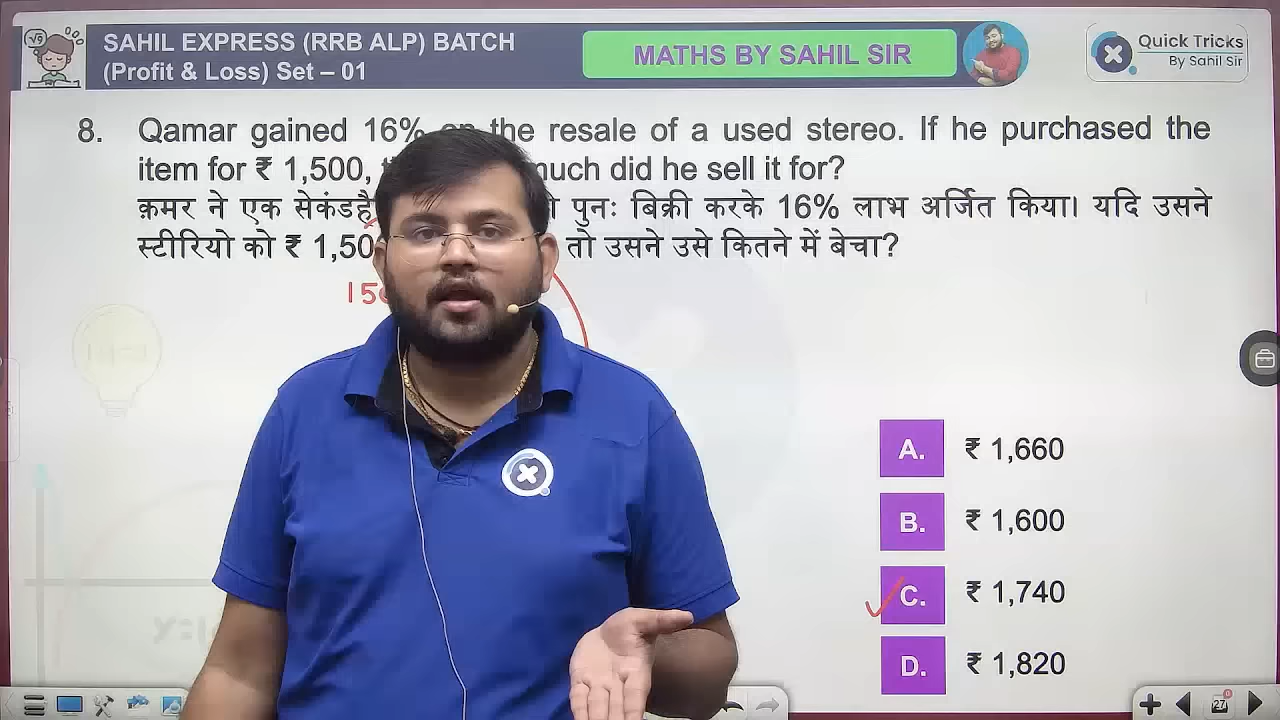 SAHIL EXPRESS (RRB ALP) BATCH
(Profit & Loss) Set – 01
MATHS BY SAHIL SIR
Quick Tricks
By Sahil Sir
8. Qamar gained 16% on the resale of a used stereo. If he purchased the
item for ₹ 1,500, much did he sell it for?
क़मर ने एक पुनः बिक्री करके 16% लाभ अर्जित किया। यदि उसने
स्टीरियो को ₹ तो उसने उसे कितने में बेचा?
A. ₹ 1,660
B. ₹ 1,600
C. ₹ 1,740
D. ₹ 1,820
27